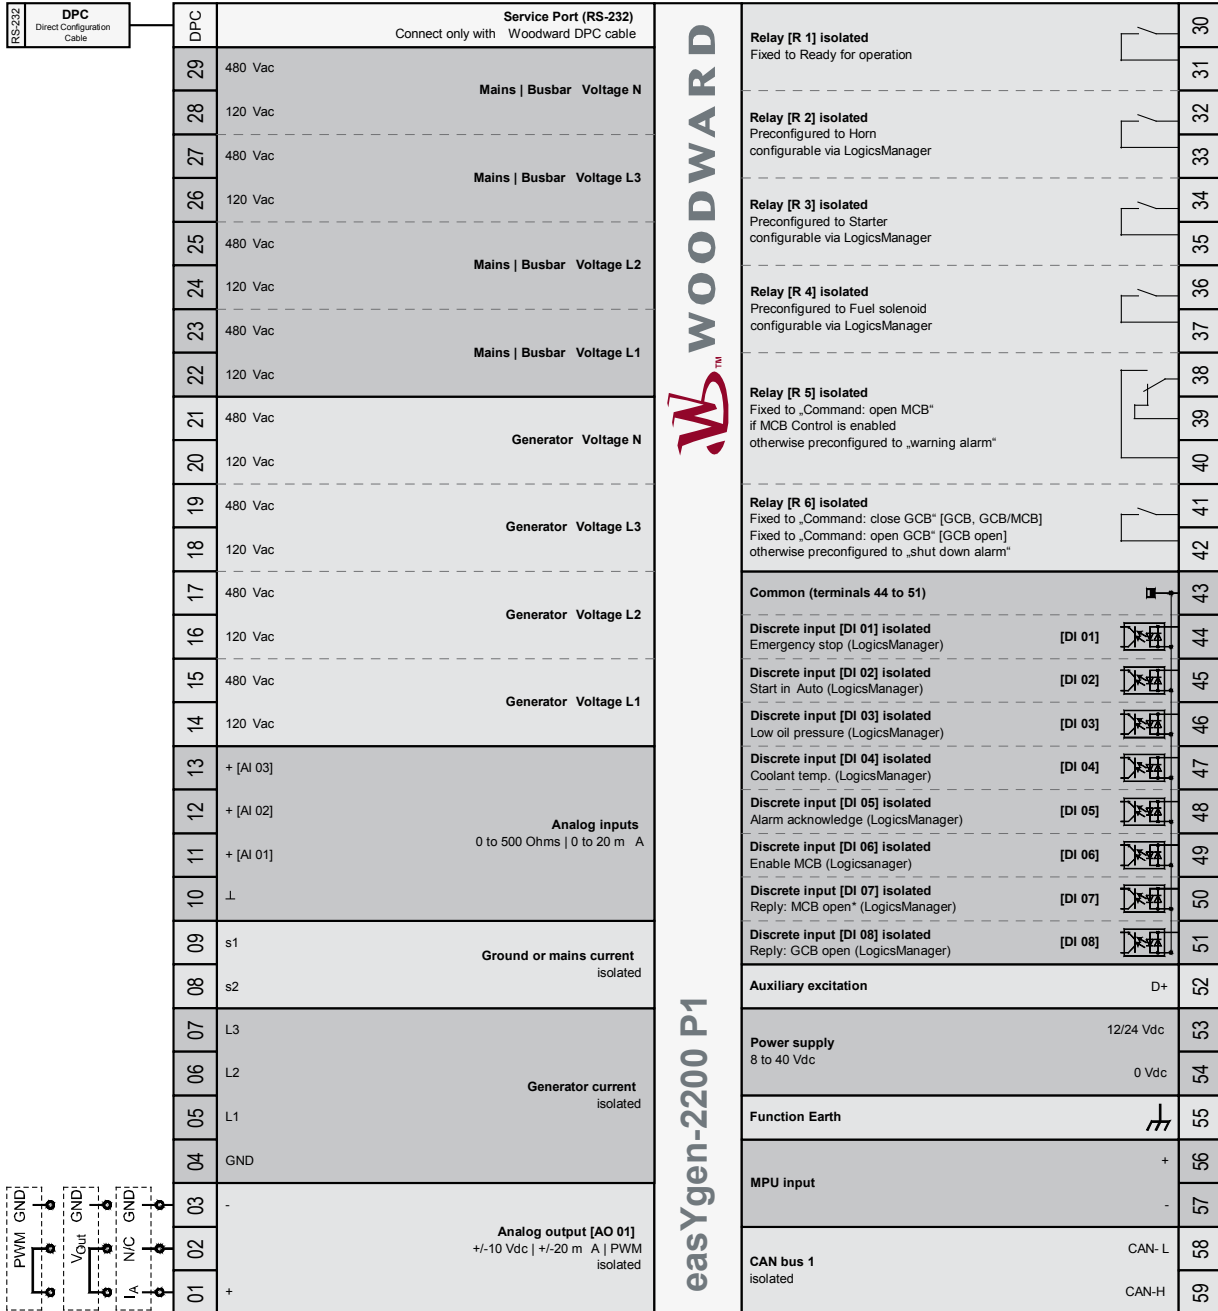 RS-232
DPC
Direct Configuration
Cable
DPC
Service Port (RS-232)
Connect only with Woodward DPC cable
29
480 Vac
Mains | Busbar Voltage N
28
120 Vac
27
480 Vac
Mains | Busbar Voltage L3
26
120 Vac
25
480 Vac
Mains | Busbar Voltage L2
24
120 Vac
23
480 Vac
Mains | Busbar Voltage L1
22
120 Vac
21
480 Vac
Generator Voltage N
20
120 Vac
19
480 Vac
Generator Voltage L3
18
120 Vac
17
480 Vac
Generator Voltage L2
16
120 Vac
15
480 Vac
Generator Voltage L1
14
120 Vac
13
+ [AI 03]
12
+ [AI 02]
Analog inputs
0 to 500 Ohms | 0 to 20 m A
11
+ [AI 01]
10
⊥
09
s1
Ground or mains current
isolated
08
s2
07
L3
06
L2
Generator current
isolated
05
L1
04
GND
03
-
02
Analog output [AO 01]
+/-10 Vdc | +/-20 m A | PWM
isolated
01
+
PWM GND
VOut GND
IA N/C GND
WOODWARD
TM
easYgen-2200 P1
Relay [R 1] isolated
Fixed to Ready for operation
30
31
Relay [R 2] isolated
Preconfigured to Horn
configurable via LogicsManager
32
33
Relay [R 3] isolated
Preconfigured to Starter
configurable via LogicsManager
34
35
Relay [R 4] isolated
Preconfigured to Fuel solenoid
configurable via LogicsManager
36
37
Relay [R 5] isolated
Fixed to „Command: open MCB“
if MCB Control is enabled
otherwise preconfigured to „warning alarm“
38
39
40
Relay [R 6] isolated
Fixed to „Command: close GCB“ [GCB, GCB/MCB]
Fixed to „Command: open GCB“ [GCB open]
otherwise preconfigured to „shut down alarm“
41
42
Common (terminals 44 to 51)
43
Discrete input [DI 01] isolated
Emergency stop (LogicsManager)
[DI 01]
44
Discrete input [DI 02] isolated
Start in Auto (LogicsManager)
[DI 02]
45
Discrete input [DI 03] isolated
Low oil pressure (LogicsManager)
[DI 03]
46
Discrete input [DI 04] isolated
Coolant temp. (LogicsManager)
[DI 04]
47
Discrete input [DI 05] isolated
Alarm acknowledge (LogicsManager)
[DI 05]
48
Discrete input [DI 06] isolated
Enable MCB (Logicsanager)
[DI 06]
49
Discrete input [DI 07] isolated
Reply: MCB open* (LogicsManager)
[DI 07]
50
Discrete input [DI 08] isolated
Reply: GCB open (LogicsManager)
[DI 08]
51
Auxiliary excitation
D+
52
Power supply
8 to 40 Vdc
12/24 Vdc
53
0 Vdc
54
Function Earth
55
MPU input
+
56
-
57
CAN bus 1
isolated
CAN- L
58
CAN-H
59